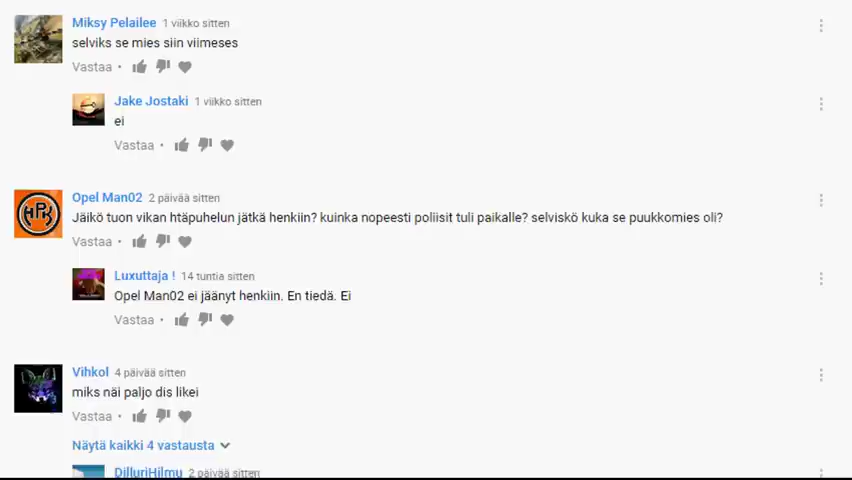 Miksy Pelailee 1 viikko sitten
selviks se mies siin viimeses
Vastaa •
Jake Jostaki 1 viikko sitten
ei
Vastaa •
HPK
Opel Man02 2 päivää sitten
Jäikö tuon vikan htäpuhelun jätkä henkiin? kuinka nopeesti poliisit tuli paikalle? selviskö kuka se puukkomies oli?
Vastaa •
Luxuttaja ! 14 tuntia sitten
Opel Man02 ei jäänyt henkiin. En tiedä. Ei
Vastaa •
Vihkol 4 päivää sitten
miks näi paljo dis likei
Vastaa •
Näytä kaikki 4 vastausta
DilluriHilmu 2 päivää sitten